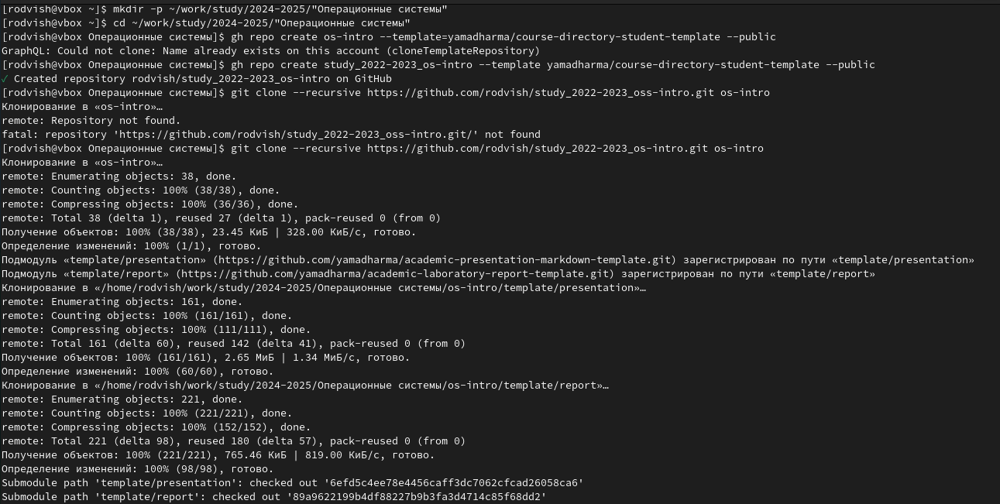 [rodvish@vbox ~]$ mkdir -p ~/work/study/2024-2025/"Операционные системы"
[rodvish@vbox ~]$ cd ~/work/study/2024-2025/"Операционные системы"
[rodvish@vbox Операционные системы]$ gh repo create os-intro --template=yamadharma/course-directory-student-template --public
GraphQL: Could not clone: Name already exists on this account (cloneTemplateRepository)
[rodvish@vbox Операционные системы]$ gh repo create study_2022-2023_os-intro --template yamadharma/course-directory-student-template --public
✓ Created repository rodvish/study_2022-2023_os-intro on GitHub
[rodvish@vbox Операционные системы]$ git clone --recursive https://github.com/rodvish/study_2022-2023_oss-intro.git os-intro
Клонирование в «os-intro»…
remote: Repository not found.
fatal: repository 'https://github.com/rodvish/study_2022-2023_oss-intro.git/' not found
[rodvish@vbox Операционные системы]$ git clone --recursive https://github.com/rodvish/study_2022-2023_os-intro.git os-intro
Клонирование в «os-intro»…
remote: Enumerating objects: 38, done.
remote: Counting objects: 100% (38/38), done.
remote: Compressing objects: 100% (36/36), done.
remote: Total 38 (delta 1), reused 27 (delta 1), pack-reused 0 (from 0)
Получение объектов: 100% (38/38), 23.45 КиБ | 328.00 КиБ/с, готово.
Определение изменений: 100% (1/1), готово.
Подмодуль «template/presentation» (https://github.com/yamadharma/academic-presentation-markdown-template.git) зарегистрирован по пути «template/presentation»
Подмодуль «template/report» (https://github.com/yamadharma/academic-laboratory-report-template.git) зарегистрирован по пути «template/report»
Клонирование в «/home/rodvish/work/study/2024-2025/Операционные системы/os-intro/template/presentation»…
remote: Enumerating objects: 161, done.
remote: Counting objects: 100% (161/161), done.
remote: Compressing objects: 100% (111/111), done.
remote: Total 161 (delta 60), reused 142 (delta 41), pack-reused 0 (from 0)
Получение объектов: 100% (161/161), 2.65 МиБ | 1.34 МиБ/с, готово.
Определение изменений: 100% (60/60), готово.
Клонирование в «/home/rodvish/work/study/2024-2025/Операционные системы/os-intro/template/report»…
remote: Enumerating objects: 221, done.
remote: Counting objects: 100% (221/221), done.
remote: Compressing objects: 100% (152/152), done.
remote: Total 221 (delta 98), reused 180 (delta 57), pack-reused 0 (from 0)
Получение объектов: 100% (221/221), 765.46 КиБ | 819.00 КиБ/с, готово.
Определение изменений: 100% (98/98), готово.
Submodule path 'template/presentation': checked out '6efd5c4ee78e4456caff3dc7062cfcad26058ca6'
Submodule path 'template/report': checked out '89a9622199b4df88227b9b3fa3d4714c85f68dd2'